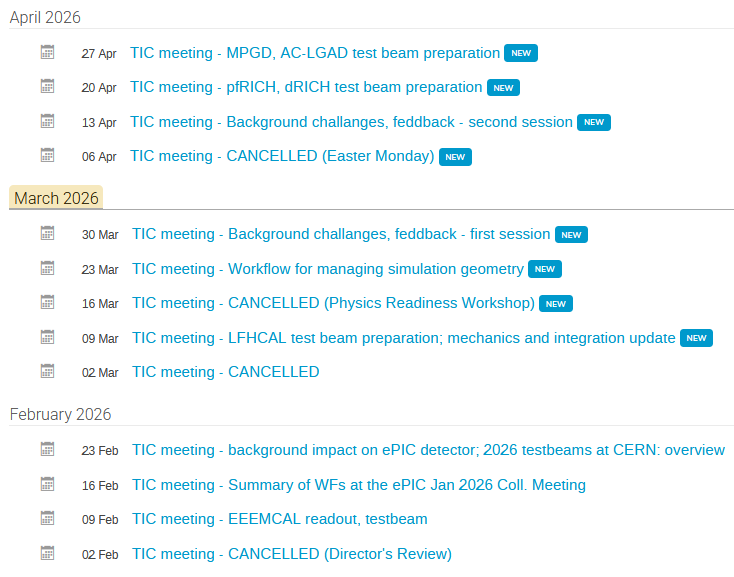 April 2026
27 Apr TIC meeting - MPGD, AC-LGAD test beam preparation NEW
20 Apr TIC meeting - pfRICH, dRICH test beam preparation NEW
13 Apr TIC meeting - Background challanges, feddback - second session NEW
06 Apr TIC meeting - CANCELLED (Easter Monday) NEW
March 2026
30 Mar TIC meeting - Background challanges, feddback - first session NEW
23 Mar TIC meeting - Workflow for managing simulation geometry NEW
16 Mar TIC meeting - CANCELLED (Physics Readiness Workshop) NEW
09 Mar TIC meeting - LFHCAL test beam preparation; mechanics and integration update NEW
02 Mar TIC meeting - CANCELLED
February 2026
23 Feb TIC meeting - background impact on ePIC detector; 2026 testbeams at CERN: overview
16 Feb TIC meeting - Summary of WFs at the ePIC Jan 2026 Coll. Meeting
09 Feb TIC meeting - EEEMCAL readout, testbeam
02 Feb TIC meeting - CANCELLED (Director's Review)